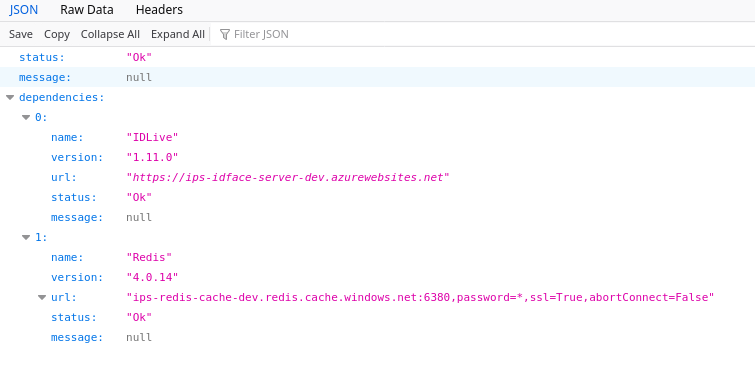 JSON Raw Data Headers
Save Copy Collapse All Expand All Filter JSON
status: "Ok"
message: null
dependencies:
0:
name: "IDLive"
version: "1.11.0"
url: "https://ips-idface-server-dev.azurewebsites.net"
status: "Ok"
message: null
1:
name: "Redis"
version: "4.0.14"
url: "ips-redis-cache-dev.redis.cache.windows.net:6380,password=*,ssl=True,abortConnect=False"
status: "Ok"
message: null